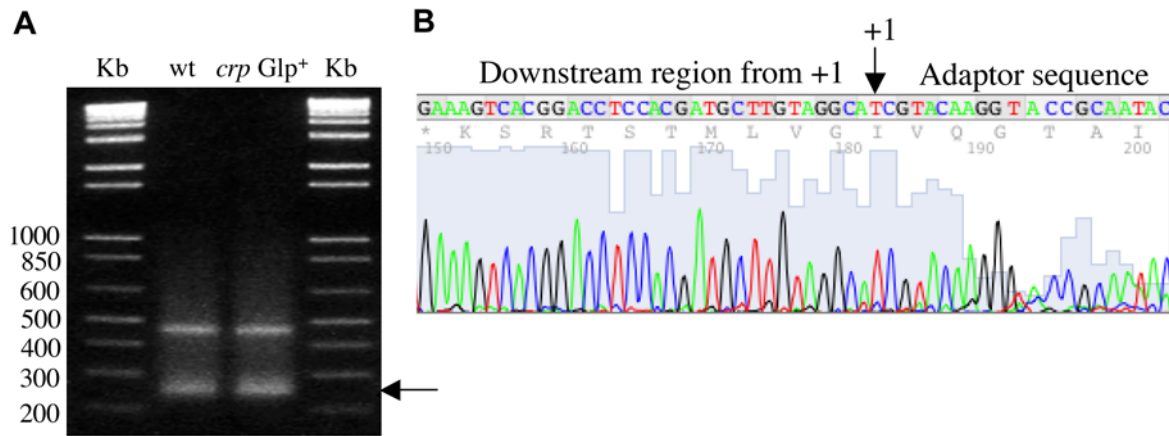 A
Kb wt crp Glp+ Kb
1000
850
600
500
400
300
200
B
+1
Downstream region from +1 Adaptor sequence
GAAAGTCACGGACCTCCACGATGCTTGTAGGCATCGTACAAGGTACCGCAATAC
* K S R T S T M L V G I V Q G T A I
150 160 170 180 190 200